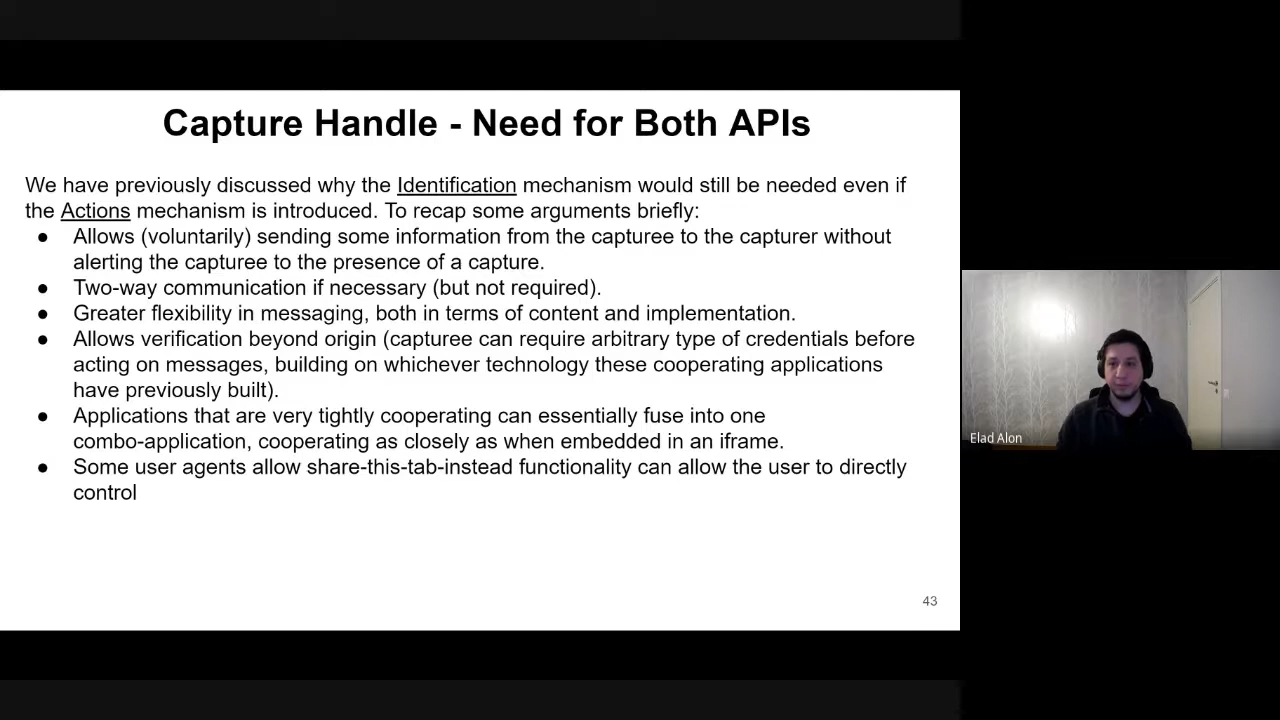 Capture Handle - Need for Both APIs
We have previously discussed why the Identification mechanism would still be needed even if
the Actions mechanism is introduced. To recap some arguments briefly:
● Allows (voluntarily) sending some information from the capturee to the capturer without
alerting the capturee to the presence of a capture.
● Two-way communication if necessary (but not required).
● Greater flexibility in messaging, both in terms of content and implementation.
● Allows verification beyond origin (capturee can require arbitrary type of credentials before
acting on messages, building on whichever technology these cooperating applications
have previously built).
● Applications that are very tightly cooperating can essentially fuse into one
combo-application, cooperating as closely as when embedded in an iframe.
● Some user agents allow share-this-tab-instead functionality can allow the user to directly
control
43
Elad Alon